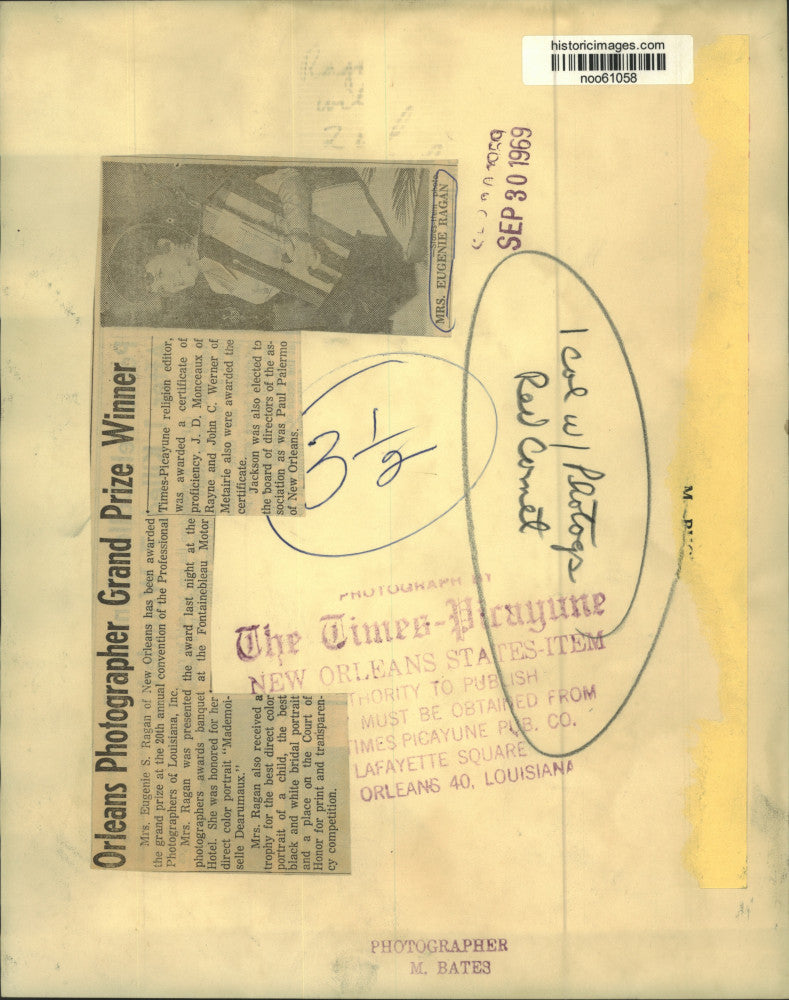 historicimages.com
noo61058
SEP 30 1969
MRS. EUGENIE RAGAN
Orleans Photographer Grand Prize Winner
Mrs. Eugenie S. Ragan of New Orleans has been awarded
the grand prize at the 20th annual convention of the Professional
Photographers of Louisiana, Inc.
Mrs. Ragan was presented the award last night at the
photographers awards banquet at the Fontainebleau Motor
Hotel. She was honored for her
direct color portrait "Mademoi-
selle Dearumaux."
Mrs. Ragan also received a
trophy for the best direct color
portrait of a child, the best
black and white bridal portrait
and a place on the Court of
Honor for print and transparen-
cy competition.
Times-Picayune religion editor,
was awarded a certificate of
proficiency. J. D. Monceaux of
Rayne and John C. Werner of
Metairie also were awarded the
certificate.
Jackson was also elected to
the board of directors of the as-
sociation as was Paul Palermo
of New Orleans.
3 1/2
1 col w/ Photogs
Red Comet
PHOTOGRAPH BY
The Times-Picayune
NEW ORLEANS STATES-ITEM
THORITY TO PUBLISH
MUST BE OBTAINED FROM
TIMES PICAYUNE PUB. CO.
LAFAYETTE SQUARE
ORLEANS 40, LOUISIANA
PHOTOGRAPHER
M. BATES